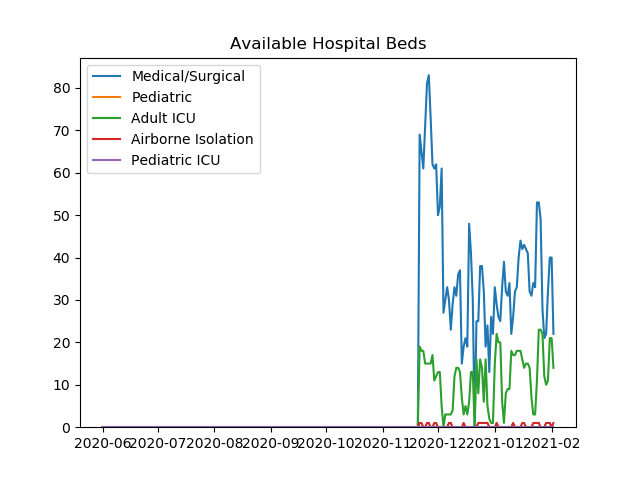 Available Hospital Beds
Medical/Surgical
Pediatric
Adult ICU
Airborne Isolation
Pediatric ICU
80
70
60
50
40
30
20
10
0
2020-06 2020-07 2020-08 2020-09 2020-10 2020-11 2020-12 2021-01 2021-02